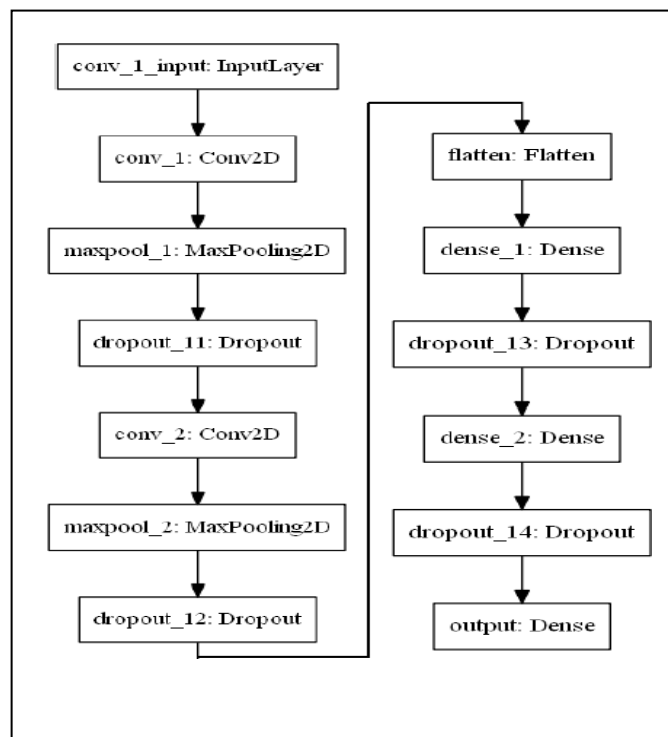 conv_1_input: InputLayer
conv_1: Conv2D
maxpool_1: MaxPooling2D
dropout_11: Dropout
conv_2: Conv2D
maxpool_2: MaxPooling2D
dropout_12: Dropout
flatten: Flatten
dense_1: Dense
dropout_13: Dropout
dense_2: Dense
dropout_14: Dropout
output: Dense